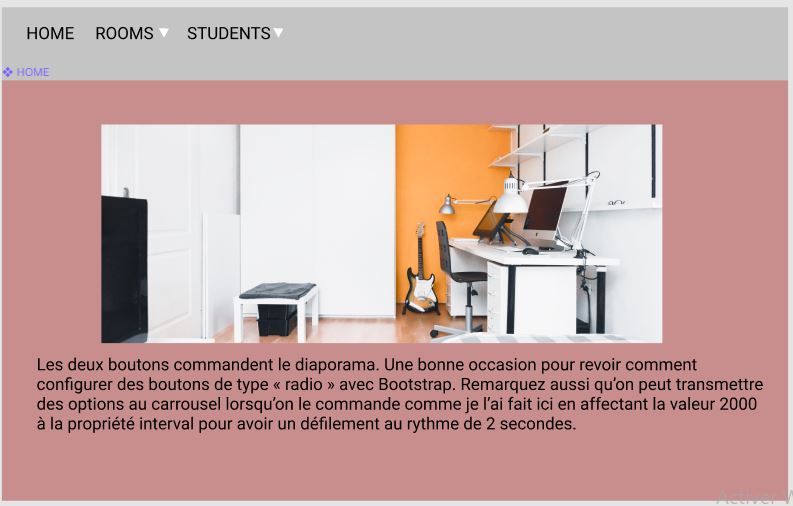 HOME ROOMS STUDENTS
HOME
Les deux boutons commandent le diaporama. Une bonne occasion pour revoir comment
configurer des boutons de type « radio » avec Bootstrap. Remarquez aussi qu’on peut transmettre
des options au carrousel lorsqu’on le commande comme je l’ai fait ici en affectant la valeur 2000
à la propriété interval pour avoir un défilement au rythme de 2 secondes.
Activer W